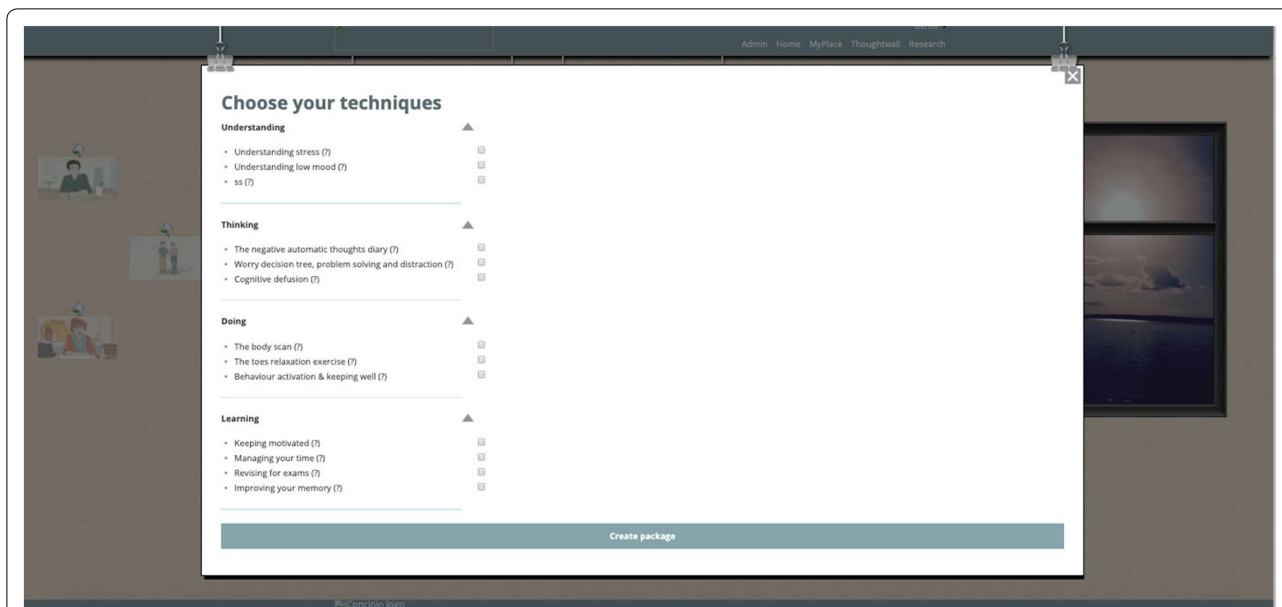 demo
Admin Home MyPlace Thoughtwall Research
Choose your techniques
Understanding
Understanding stress (?)
Understanding low mood (?)
ss (?)
Thinking
The negative automatic thoughts diary (?)
Worry decision tree, problem solving and distraction (?)
Cognitive defusion (?)
Doing
The body scan (?)
The toes relaxation exercise (?)
Behaviour activation & keeping well (?)
Learning
Keeping motivated (?)
Managing your time (?)
Revising for exams (?)
Improving your memory (?)
Create package
logo